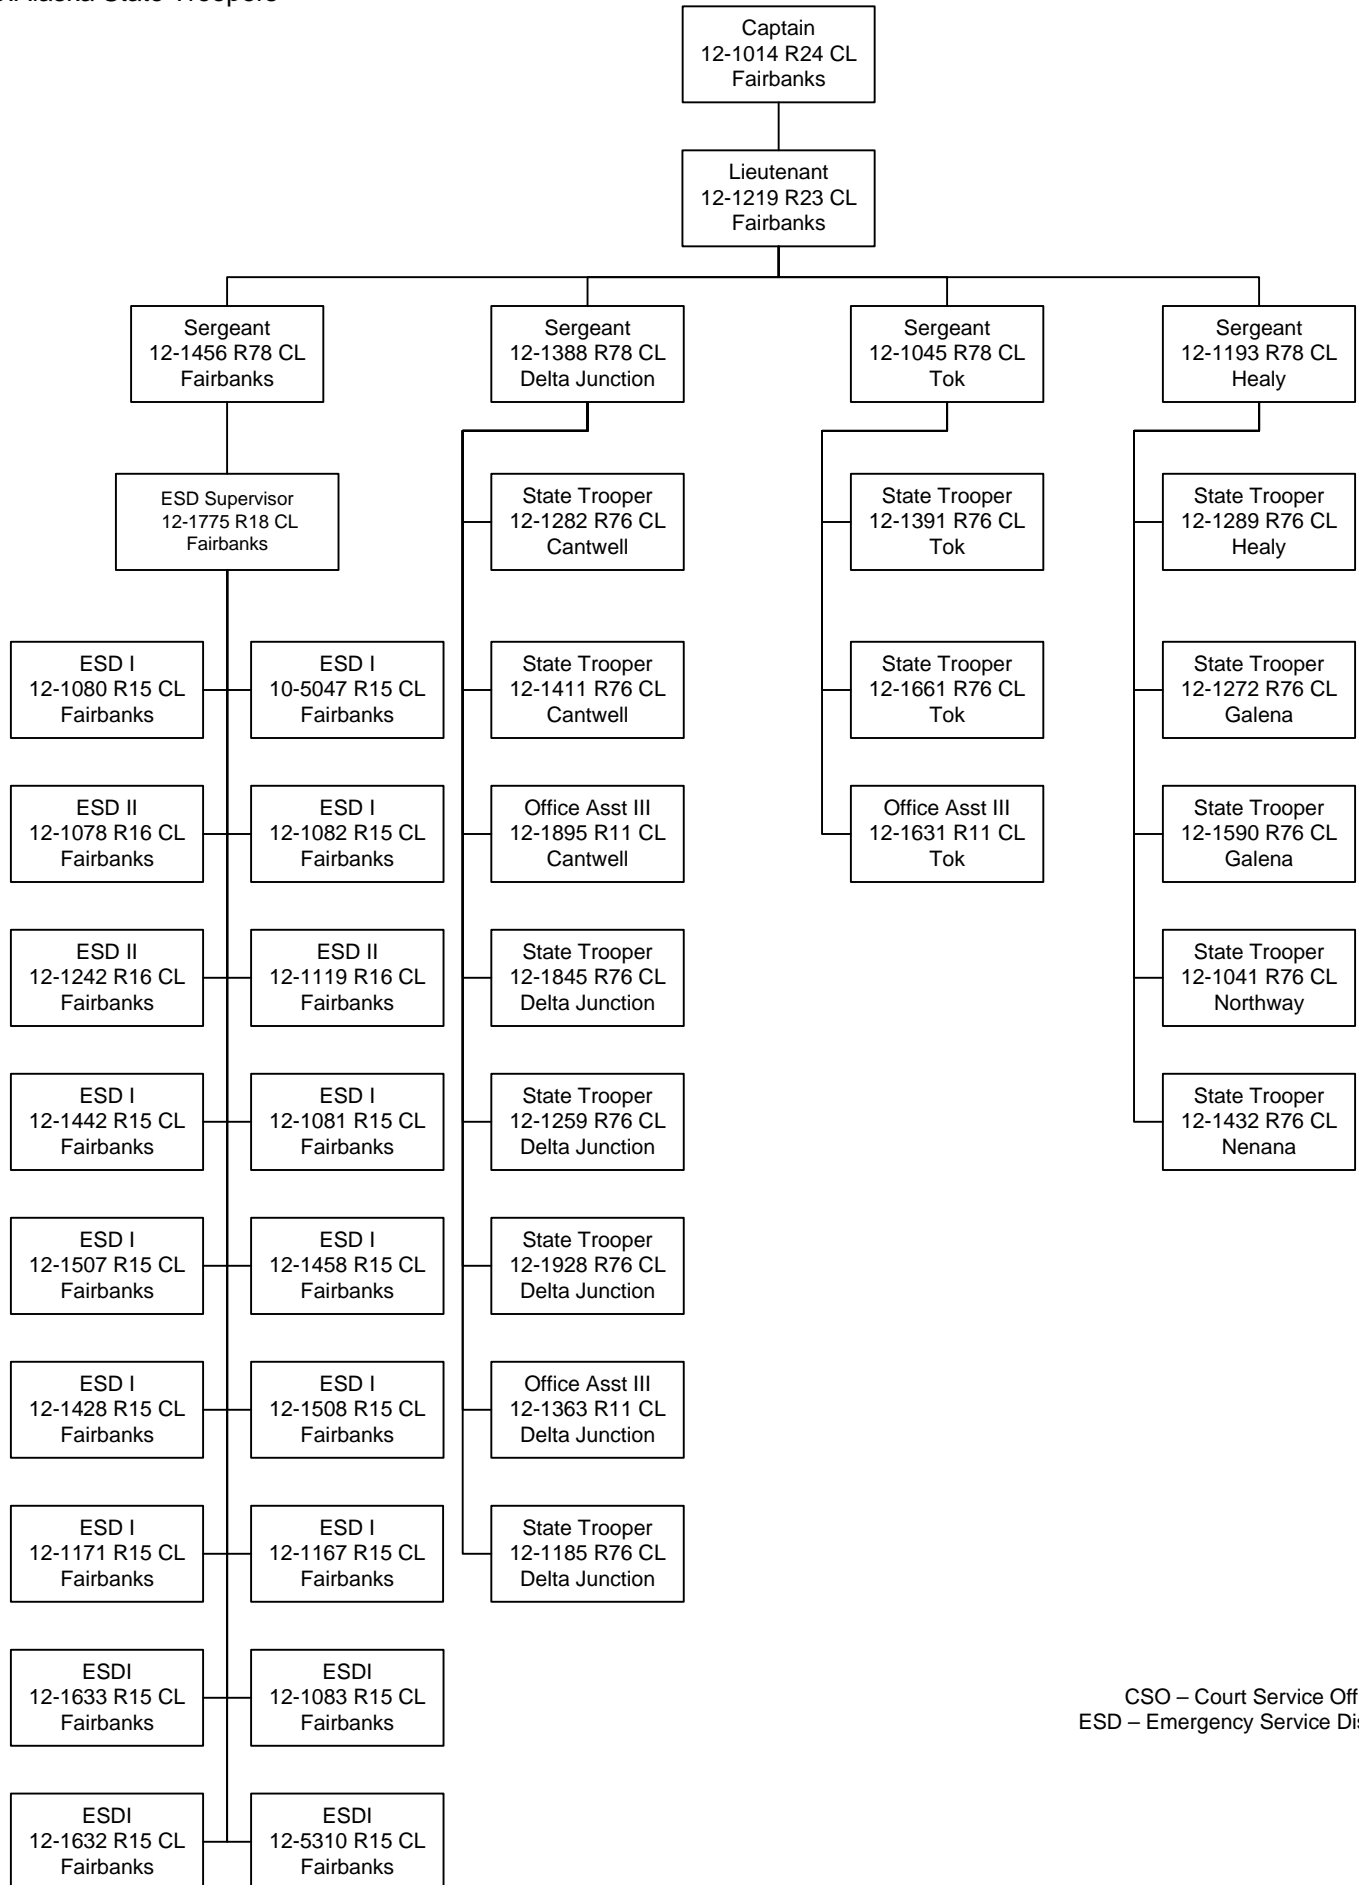 Alaska State Troopers
Captain
12-1014 R24 CL
Fairbanks
Lieutenant
12-1219 R23 CL
Fairbanks
Sergeant
12-1456 R78 CL
Fairbanks
Sergeant
12-1388 R78 CL
Delta Junction
Sergeant
12-1045 R78 CL
Tok
Sergeant
12-1193 R78 CL
Healy
ESD Supervisor
12-1775 R18 CL
Fairbanks
ESD I
12-1080 R15 CL
Fairbanks
ESD I
10-5047 R15 CL
Fairbanks
ESD II
12-1078 R16 CL
Fairbanks
ESD I
12-1082 R15 CL
Fairbanks
ESD II
12-1242 R16 CL
Fairbanks
ESD II
12-1119 R16 CL
Fairbanks
ESD I
12-1442 R15 CL
Fairbanks
ESD I
12-1081 R15 CL
Fairbanks
ESD I
12-1507 R15 CL
Fairbanks
ESD I
12-1458 R15 CL
Fairbanks
ESD I
12-1428 R15 CL
Fairbanks
ESD I
12-1508 R15 CL
Fairbanks
ESD I
12-1171 R15 CL
Fairbanks
ESD I
12-1167 R15 CL
Fairbanks
ESDI
12-1633 R15 CL
Fairbanks
ESDI
12-1083 R15 CL
Fairbanks
ESDI
12-1632 R15 CL
Fairbanks
ESDI
12-5310 R15 CL
Fairbanks
State Trooper
12-1282 R76 CL
Cantwell
State Trooper
12-1411 R76 CL
Cantwell
Office Asst III
12-1895 R11 CL
Cantwell
State Trooper
12-1845 R76 CL
Delta Junction
State Trooper
12-1259 R76 CL
Delta Junction
State Trooper
12-1928 R76 CL
Delta Junction
Office Asst III
12-1363 R11 CL
Delta Junction
State Trooper
12-1185 R76 CL
Delta Junction
State Trooper
12-1391 R76 CL
Tok
State Trooper
12-1661 R76 CL
Tok
Office Asst III
12-1631 R11 CL
Tok
State Trooper
12-1289 R76 CL
Healy
State Trooper
12-1272 R76 CL
Galena
State Trooper
12-1590 R76 CL
Galena
State Trooper
12-1041 R76 CL
Northway
State Trooper
12-1432 R76 CL
Nenana
CSO – Court Service Off
ESD – Emergency Service Dis